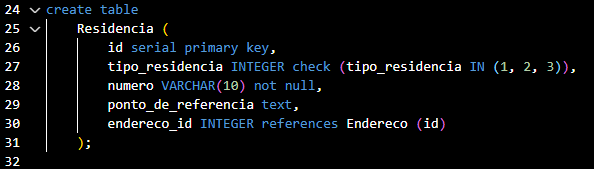 24 create table
25 Residencia (
26 id serial primary key,
27 tipo_residencia INTEGER check (tipo_residencia IN (1, 2, 3)),
28 numero VARCHAR(10) not null,
29 ponto_de_referencia text,
30 endereco_id INTEGER references Endereco (id)
31 );
32